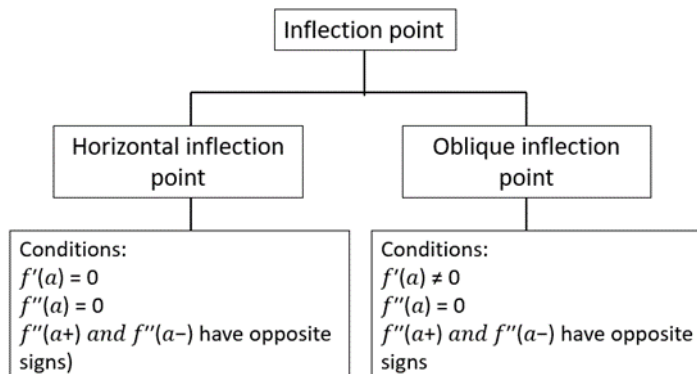 Inflection point
Horizontal inflection
point
Oblique inflection
point
Conditions:
𝑓′(𝑎) = 0
𝑓′′(𝑎) = 0
𝑓′′(𝑎+) 𝑎𝑛𝑑 𝑓′′(𝑎−) have opposite
signs)
Conditions:
𝑓′(𝑎) ≠ 0
𝑓′′(𝑎) = 0
𝑓′′(𝑎+) 𝑎𝑛𝑑 𝑓′′(𝑎−) have opposite
signs